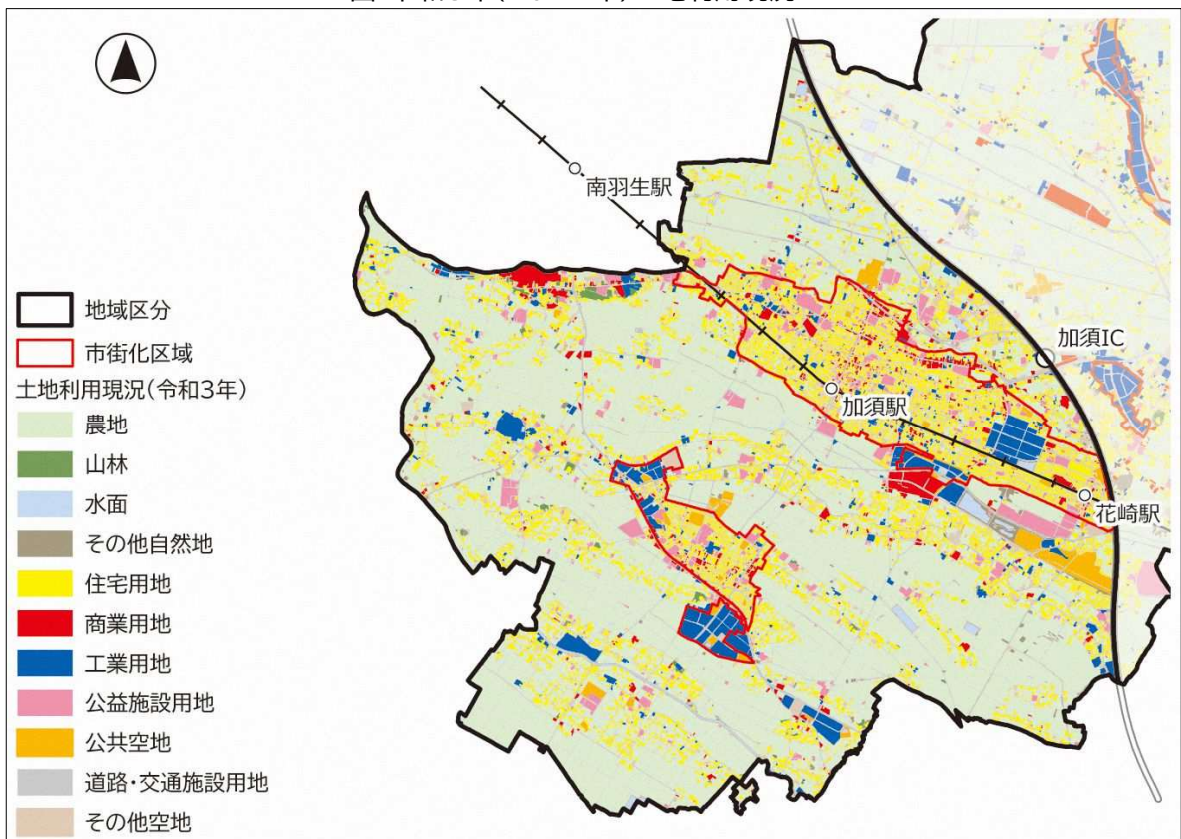 南羽生駅
加須IC
加須駅
花崎駅
地域区分
市街化区域
土地利用現況(令和3年)
農地
山林
水面
その他自然地
住宅用地
商業用地
工業用地
公益施設用地
公共空地
道路・交通施設用地
その他空地